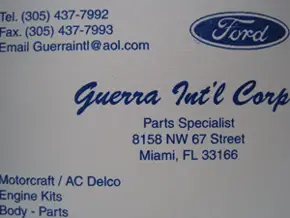 Tel. (305) 437-7992
Fax. (305) 437-7993
Email Guerraintl@aol.com
Ford
Guerra Int'l Corp
Parts Specialist
8158 NW 67 Street
Miami, FL 33166
Motorcraft / AC Delco
Engine Kits
Body - Parts